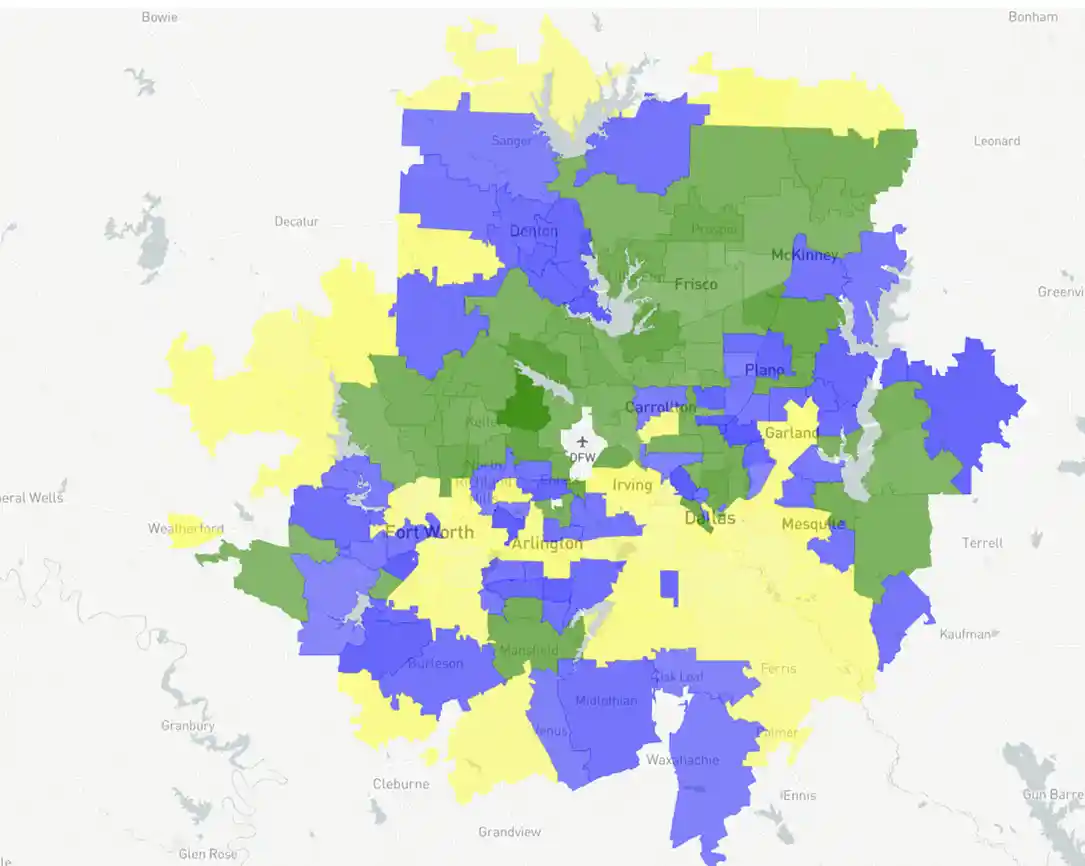 Bowie
Bonham
Sanger
Leonard
Decatur
Denton
Prosper
McKinney
Frisco
Greenvi
Plano
Carrollton
Keller
Garland
DFW
North
Richland
Hills
Irving
eral Wells
Weatherford
Fort Worth
Dallas
Mesquite
Arlington
Terrell
Kaufman
Mansfield
Burleson
Ferris
Oak Leaf
Midlothian
Granbury
Venus
Palmer
Waxahachie
Cleburne
Ennis
Gun Barre
Grandview
Glen Rose
le